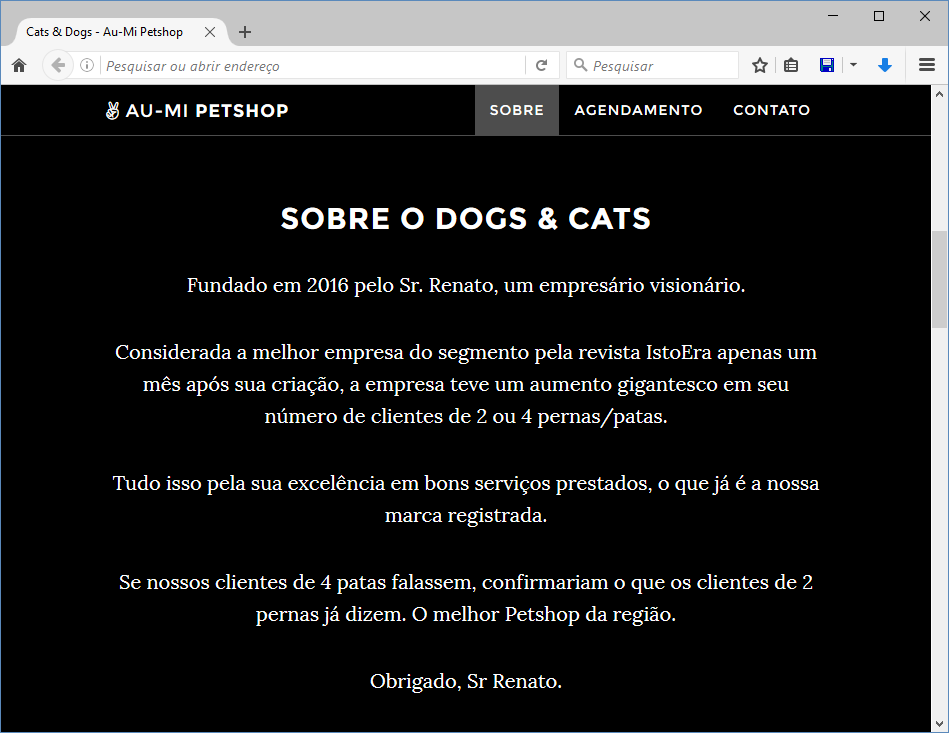 Cats & Dogs - Au-Mi Petshop
Pesquisar ou abrir endereço
Pesquisar
AU-MI PETSHOP
SOBRE
AGENDAMENTO
CONTATO
SOBRE O DOGS & CATS
Fundado em 2016 pelo Sr. Renato, um empresário visionário.
Considerada a melhor empresa do segmento pela revista IstoEra apenas um
mês após sua criação, a empresa teve um aumento gigantesco em seu
número de clientes de 2 ou 4 pernas/patas.
Tudo isso pela sua excelência em bons serviços prestados, o que já é a nossa
marca registrada.
Se nossos clientes de 4 patas falassem, confirmariam o que os clientes de 2
pernas já dizem. O melhor Petshop da região.
Obrigado, Sr Renato.